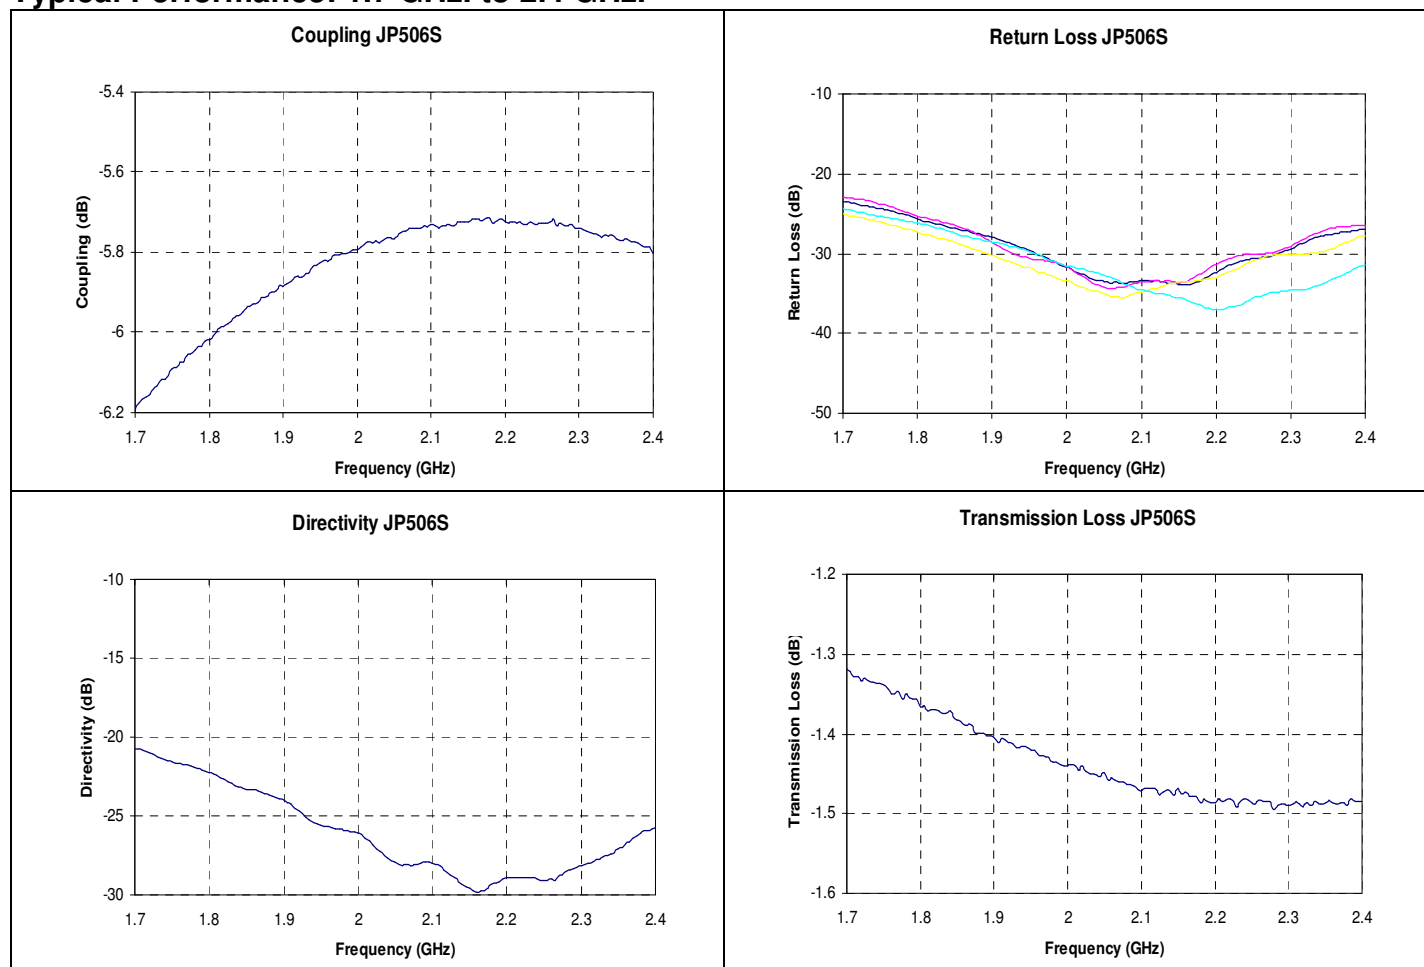 Coupling JP506S
-5.4
-5.6
-5.8
-6
-6.2
Coupling (dB)
1.7 1.8 1.9 2 2.1 2.2 2.3 2.4
Frequency (GHz)
Return Loss JP506S
-10
-20
-30
-40
-50
Return Loss (dB)
1.7 1.8 1.9 2 2.1 2.2 2.3 2.4
Frequency (GHz)
Directivity JP506S
-10
-15
-20
-25
-30
Directivity (dB)
1.7 1.8 1.9 2 2.1 2.2 2.3 2.4
Frequency (GHz)
Transmission Loss JP506S
-1.2
-1.3
-1.4
-1.5
-1.6
Transmission Loss (dB)
1.7 1.8 1.9 2 2.1 2.2 2.3 2.4
Frequency (GHz)